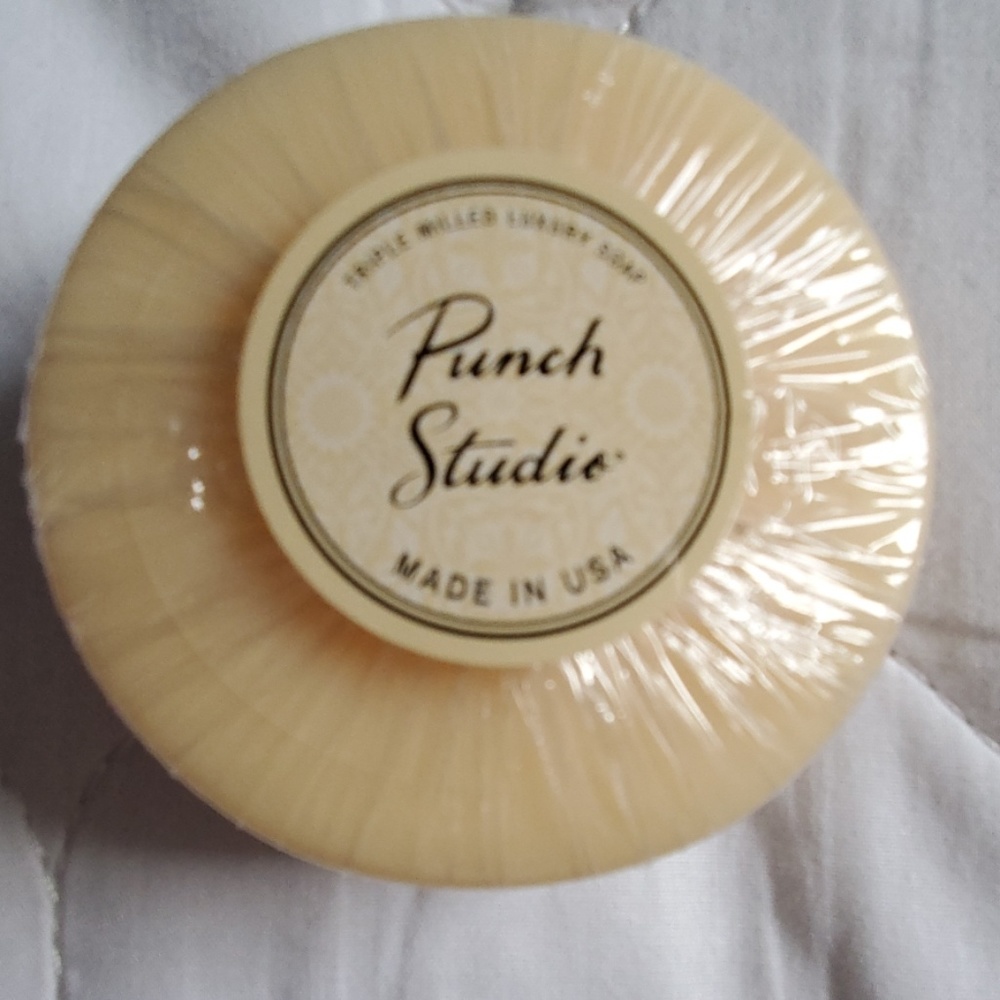 TRIPLE MILLED LUXURY SOAP
Punch
Studio
MADE IN USA